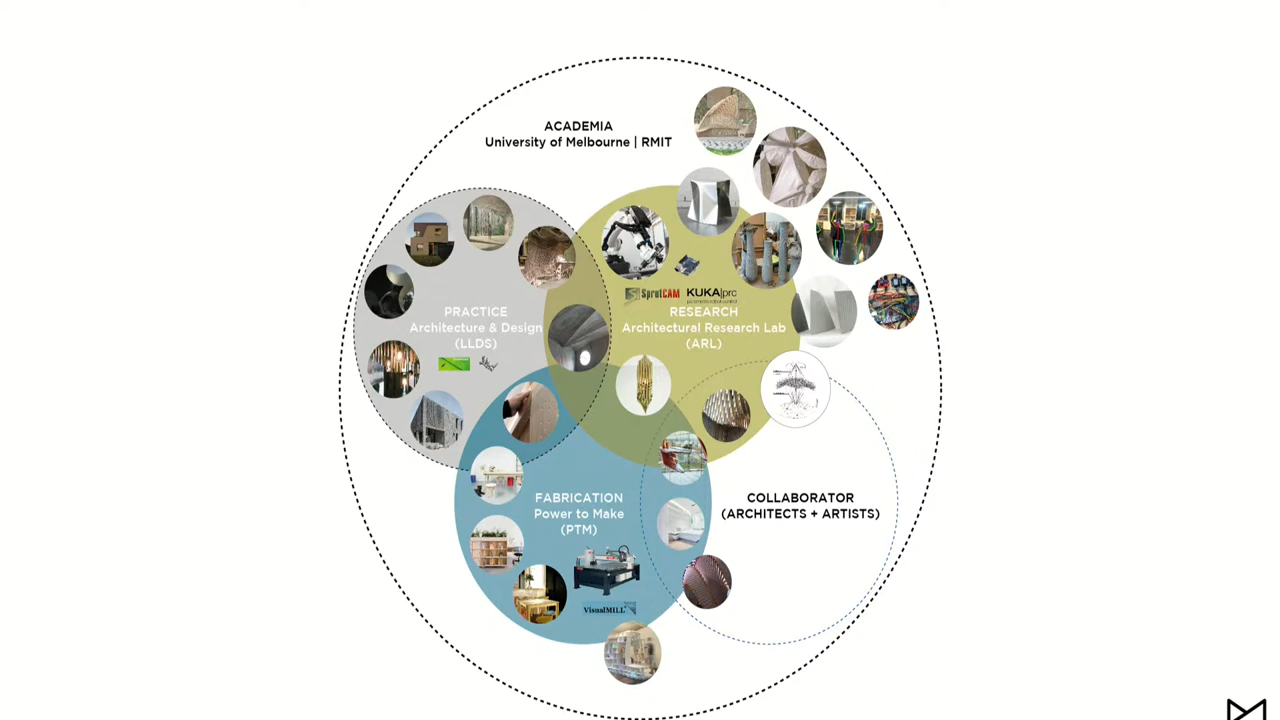 ACADEMIA
University of Melbourne | RMIT
SprutCAM
KUKA|prc
PRACTICE
Architecture & Design
(LLDS)
RESEARCH
Architectural Research Lab
(ARL)
FABRICATION
Power to Make
(PTM)
COLLABORATOR
(ARCHITECTS + ARTISTS)
VisualMILL